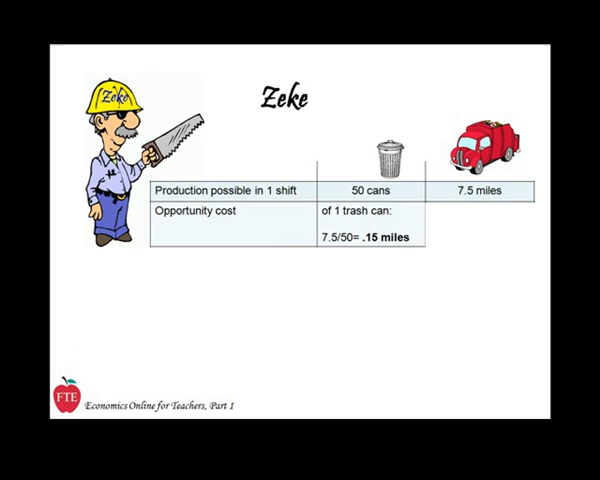 Zeke
Zeke
Production possible in 1 shift 50 cans 7.5 miles
Opportunity cost of 1 trash can:
7.5/50= .15 miles
FTE
Economics Online for Teachers, Part 1